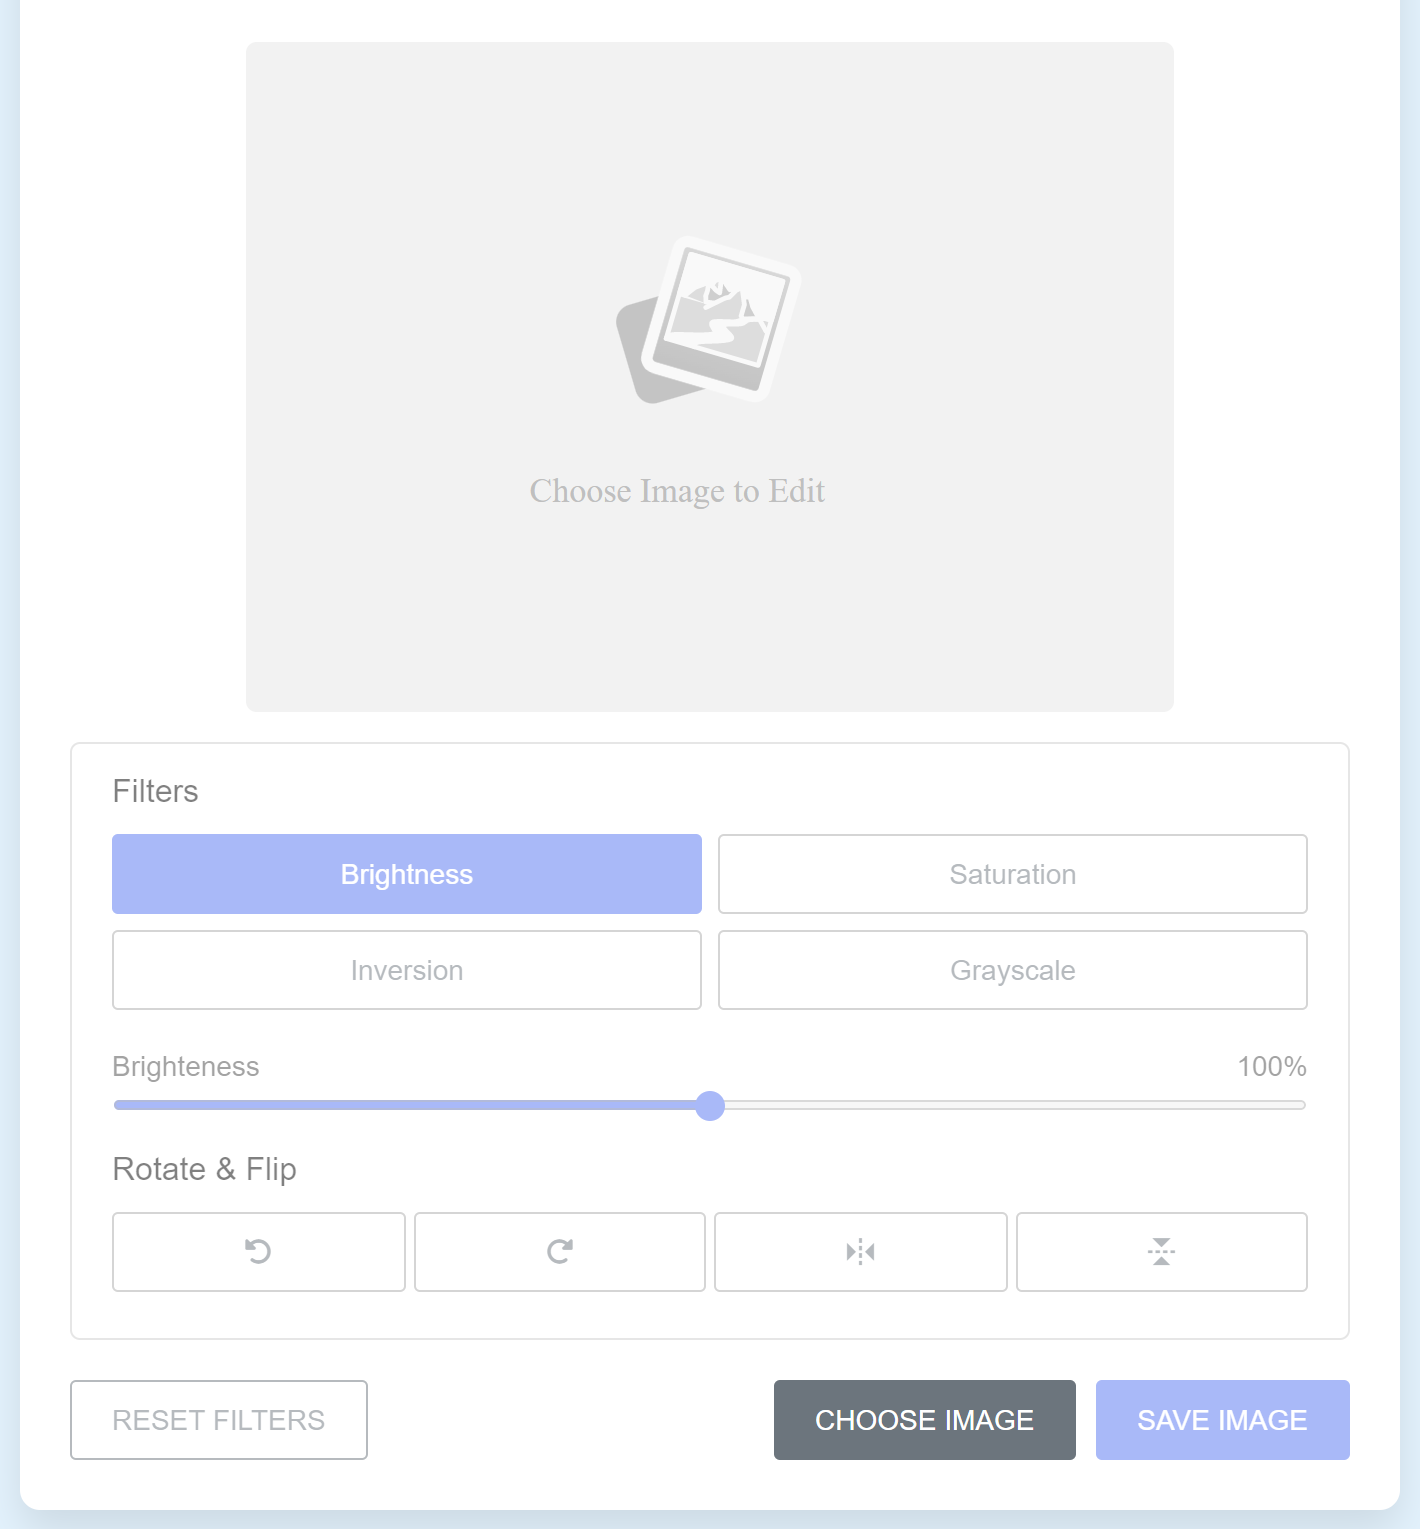 Choose Image to Edit
Filters
Brightness
Saturation
Inversion
Grayscale
Brighteness
100%
Rotate & Flip
RESET FILTERS
CHOOSE IMAGE
SAVE IMAGE